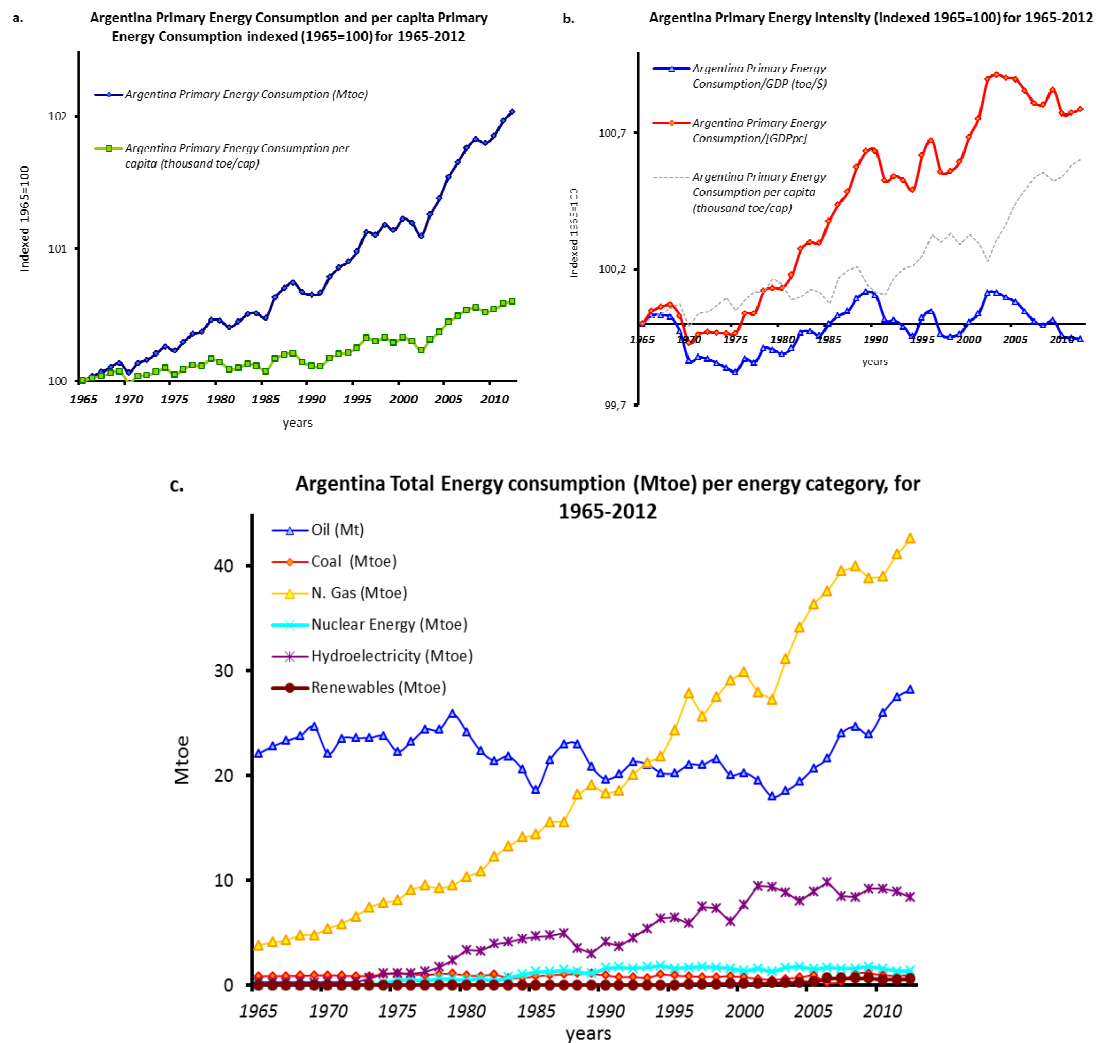 a.
Argentina Primary Energy Consumption and per capita Primary
Energy Consumption indexed (1965=100) for 1965-2012
102
101
100
Indexed 1965=100
Argentina Primary Energy Consumption (Mtoe)
Argentina Primary Energy Consumption per
capita (thousand toe/cap)
1965 1970 1975 1980 1985 1990 1995 2000 2005 2010
years
b.
Argentina Primary Energy Intensity (Indexed 1965=100) for 1965-2012
100,7
100,2
99,7
Indexed 1965=100
Argentina Primary Energy
Consumption/GDP (toe/$)
Argentina Primary Energy
Consumption/[GDPpc]
Argentina Primary Energy
Consumption per capita
(thousand toe/cap)
1965 1970 1975 1980 1985 1990 1995 2000 2005 2010
years
c.
Argentina Total Energy consumption (Mtoe) per energy category, for
1965-2012
40
30
20
10
0
Mtoe
Oil (Mt)
Coal (Mtoe)
N. Gas (Mtoe)
Nuclear Energy (Mtoe)
Hydroelectricity (Mtoe)
Renewables (Mtoe)
1965 1970 1975 1980 1985 1990 1995 2000 2005 2010
years